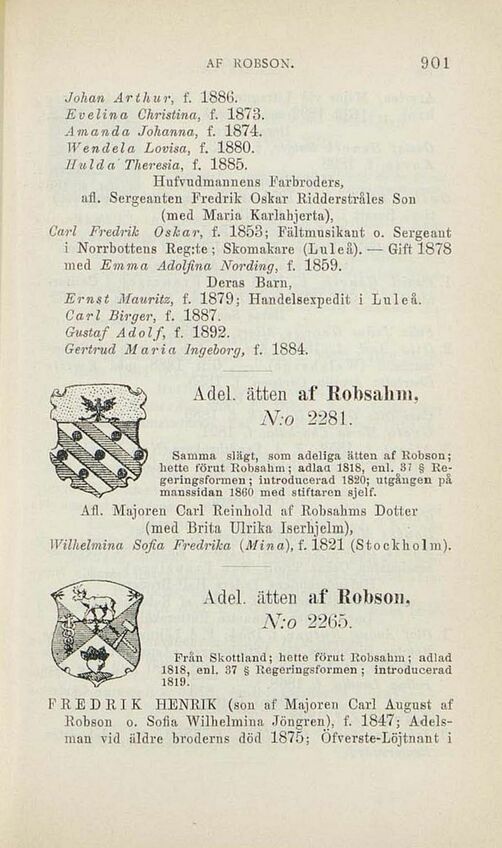 AF ROBSON. 901
Johan Arthur, f. 1886.
Evelina Christina, f. 1873.
Amanda Johanna, f. 1874.
Wendela Lovisa, f. 1880.
Hulda Theresia, f. 1885.
Hufvudmannens Farbroders,
afl. Sergeanten Fredrik Oskar Ridderstråles Son
(med Maria Karlahjerta),
Carl Fredrik Oskar, f. 1853; Fältmusikant o. Sergeant
i Norrbottens Reg:te; Skomakare (Luleå). — Gift 1878
med Emma Adolfina Nording, f. 1859.
Deras Barn,
Ernst Mauritz, f. 1879; Handelsexpedit i Luleå.
Carl Birger, f. 1887.
Gustaf Adolf, f. 1892.
Gertrud Maria Ingeborg, f. 1884.
Adel. ätten af Robsahm,
N:o 2281.
Samma slägt, som adeliga ätten af Robson;
hette förut Robsahm; adlad 1818, enl. 37 § Re-
geringsformen; introducerad 1820; utgången på
manssidan 1860 med stiftaren sjelf.
Afl. Majoren Carl Reinhold af Robsahms Dotter
(med Brita Ulrika Iserhjelm),
Wilhelmina Sofia Fredrika (Mina), f. 1821 (Stockholm).
Adel. ätten af Robson,
N:o 2265.
Från Skottland; hette förut Robsahm; adlad
1818, enl. 37 § Regeringsformen; introducerad
1819.
FREDRIK HENRIK (son af Majoren Carl August af
Robson o. Sofia Wilhelmina Jöngren), f. 1847; Adels-
man vid äldre broderns död 1875; Öfverste-Löjtnant i